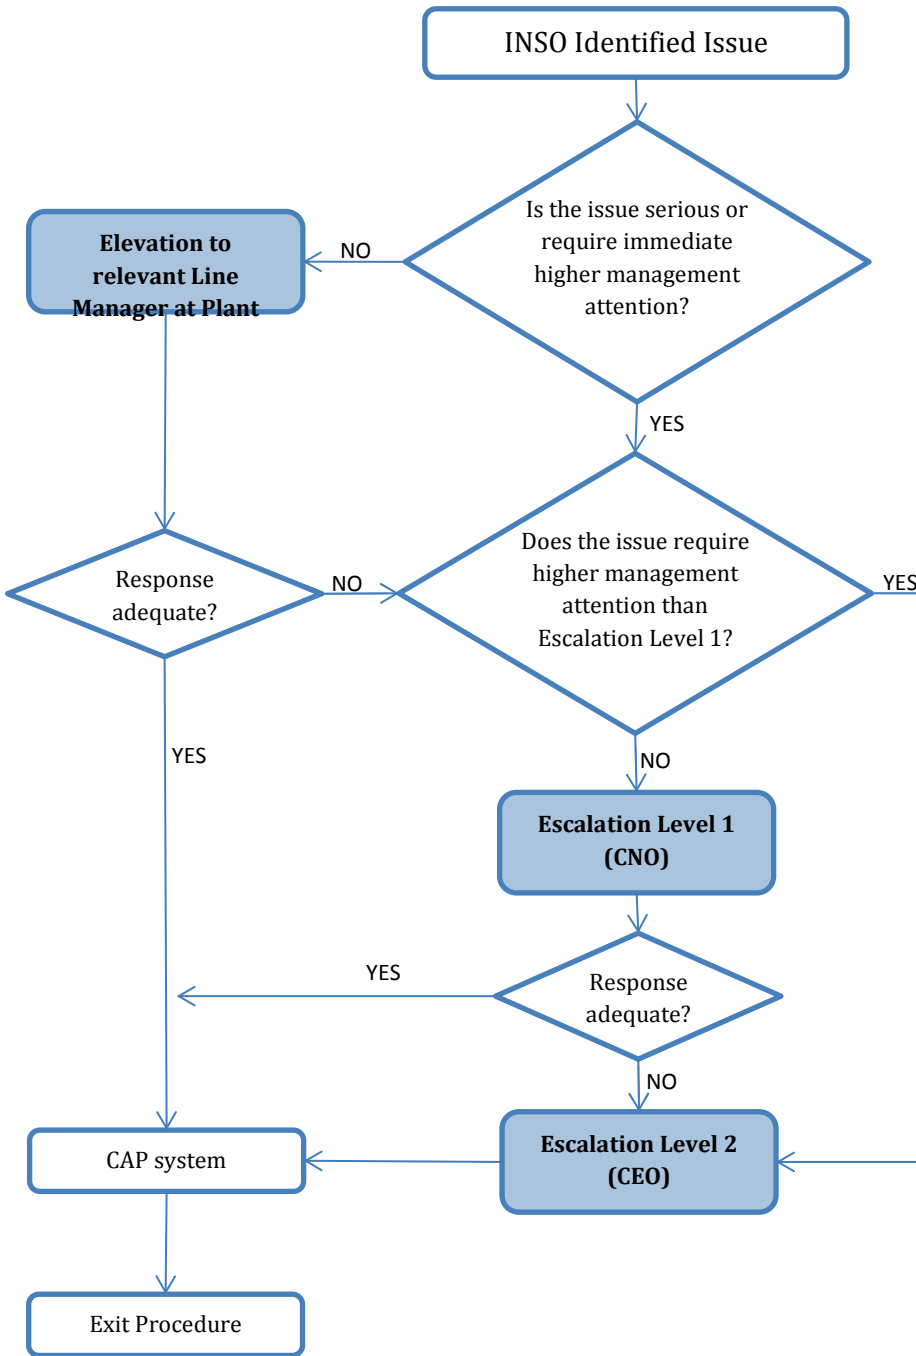 INSO Identified Issue
Is the issue serious or
require immediate
higher management
attention?
NO
Elevation to
relevant Line
Manager at Plant
YES
Does the issue require
higher management
attention than
Escalation Level 1?
YES
Response
adequate?
NO
YES
NO
Escalation Level 1
(CNO)
Response
adequate?
YES
NO
Escalation Level 2
(CEO)
CAP system
Exit Procedure